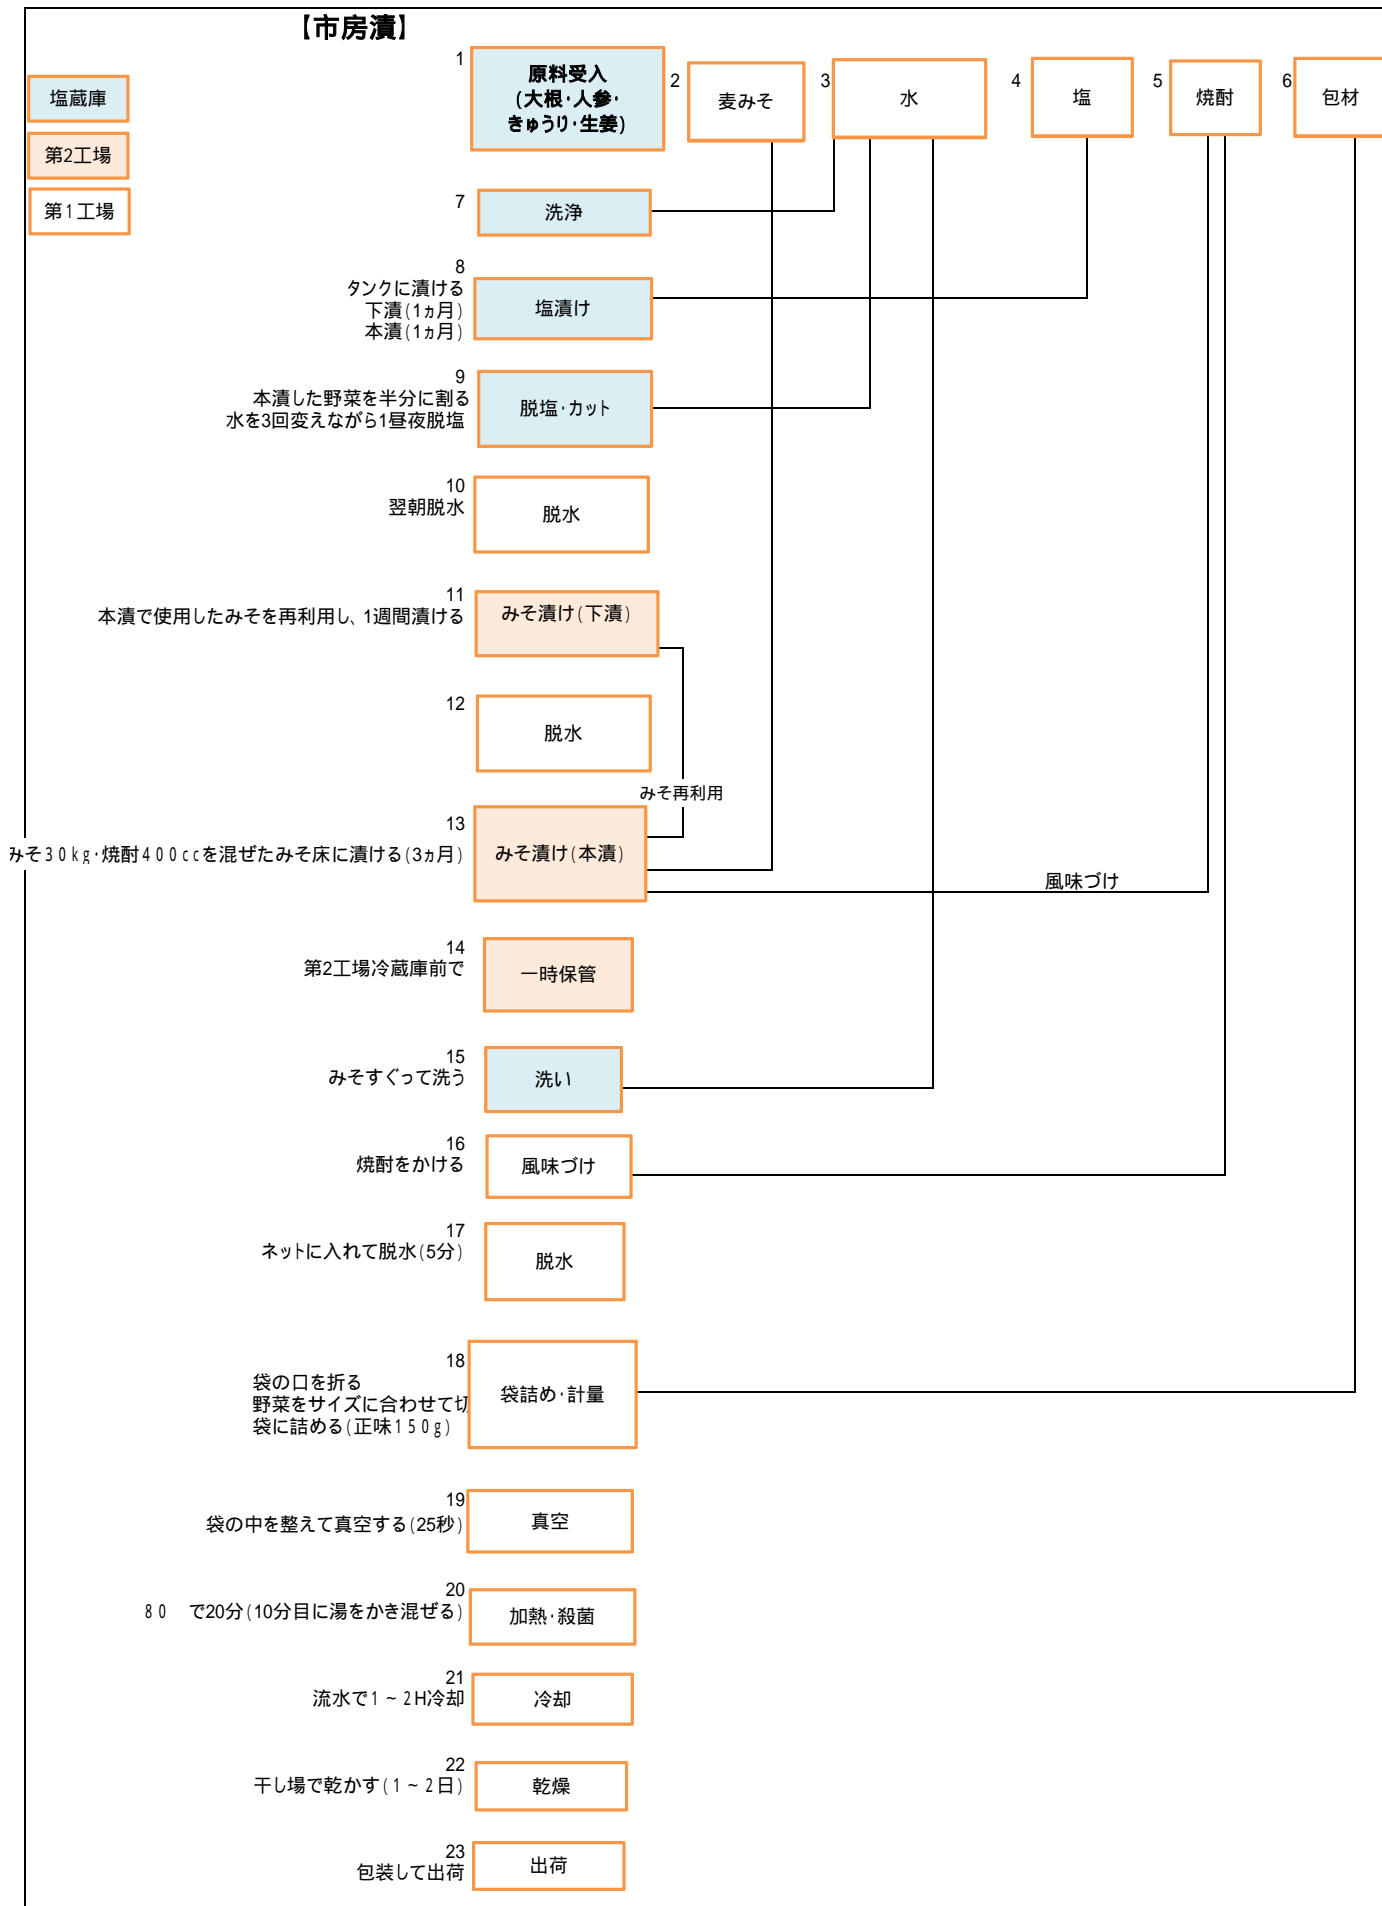 【市房漬】
塩蔵庫
第2工場
第1工場
1
原料受入
(大根･人参･
きゅうり･生姜)
2
麦みそ
3
水
4
塩
5
焼酎
6
包材
7
洗浄
8
タンクに漬ける
下漬(1ヵ月)
本漬(1ヵ月)
塩漬け
9
本漬した野菜を半分に割る
水を3回変えながら1昼夜脱塩
脱塩･カット
10
翌朝脱水
脱水
11
本漬で使用したみそを再利用し、1週間漬ける
みそ漬け(下漬)
12
脱水
みそ再利用
13
みそ30kg･焼酎400ccを混ぜたみそ床に漬ける(3ヵ月)
みそ漬け(本漬)
風味づけ
14
第2工場冷蔵庫前で
一時保管
15
みそすぐって洗う
洗い
16
焼酎をかける
風味づけ
17
ネットに入れて脱水(5分)
脱水
18
袋の口を折る
野菜をサイズに合わせて切
袋に詰める(正味150g)
袋詰め･計量
19
袋の中を整えて真空する(25秒)
真空
20
80　で20分(10分目に湯をかき混ぜる)
加熱･殺菌
21
流水で1～2H冷却
冷却
22
干し場で乾かす(1～2日)
乾燥
23
包装して出荷
出荷